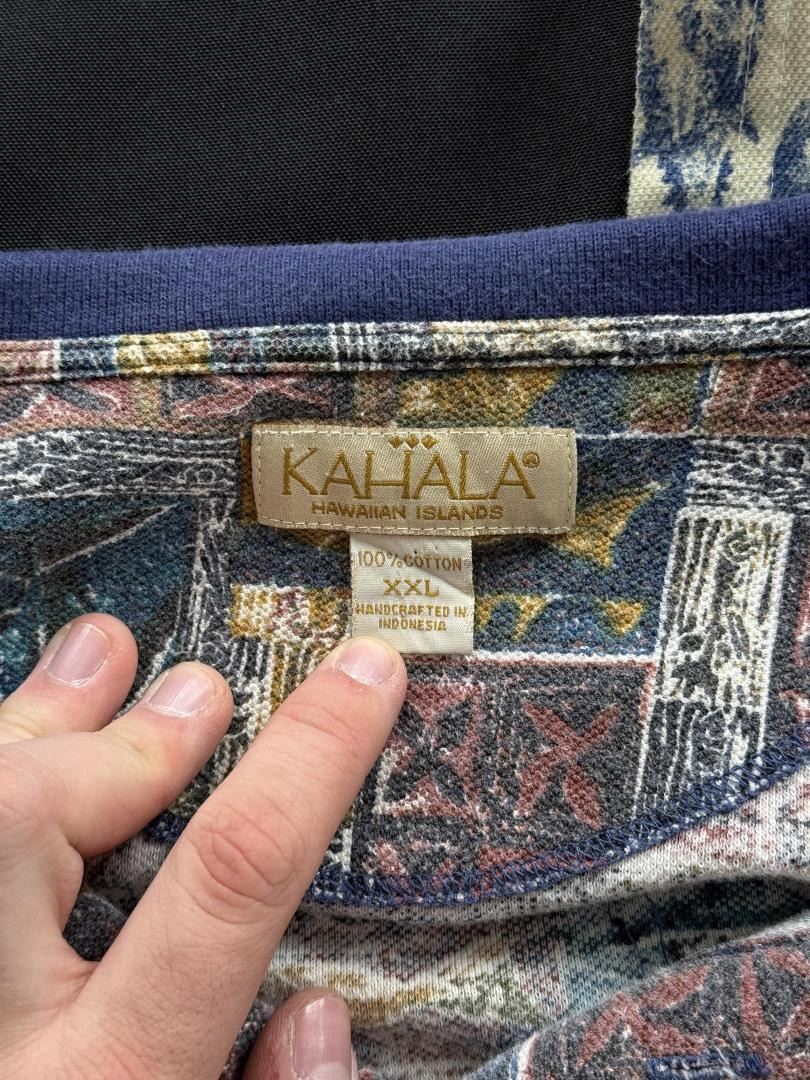 KAHALA®
HAWAIIAN ISLANDS
100% COTTON
XXL
HANDCRAFTED IN
INDONESIA